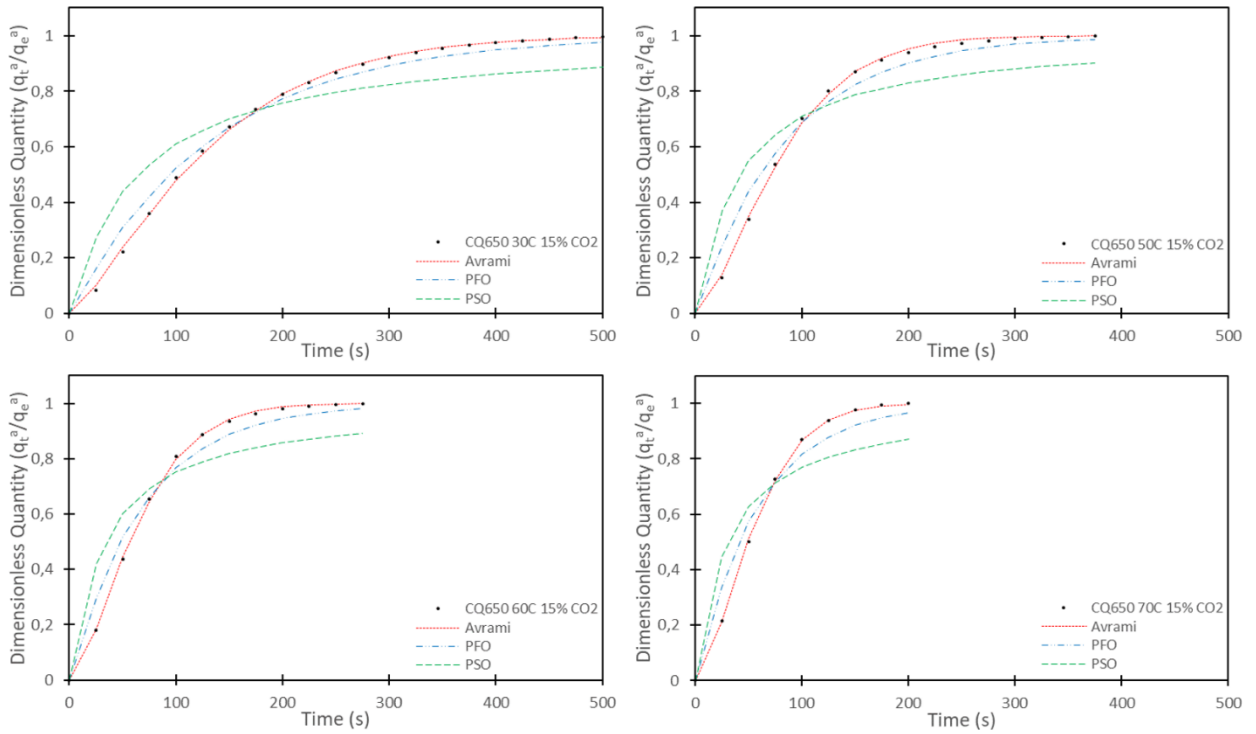 Dimensionless Quantity (qₜᵃ/qₑᵃ)
1
0,8
0,6
0,4
0,2
0
CQ650 30C 15% CO2
Avrami
PFO
PSO
0 100 200 300 400 500
Time (s)
Dimensionless Quantity (qₜᵃ/qₑᵃ)
1
0,8
0,6
0,4
0,2
0
CQ650 50C 15% CO2
Avrami
PFO
PSO
0 100 200 300 400 500
Time (s)
Dimensionless Quantity (qₜᵃ/qₑᵃ)
1
0,8
0,6
0,4
0,2
0
CQ650 60C 15% CO2
Avrami
PFO
PSO
0 100 200 300 400 500
Time (s)
Dimensionless Quantity (qₜᵃ/qₑᵃ)
1
0,8
0,6
0,4
0,2
0
CQ650 70C 15% CO2
Avrami
PFO
PSO
0 100 200 300 400 500
Time (s)